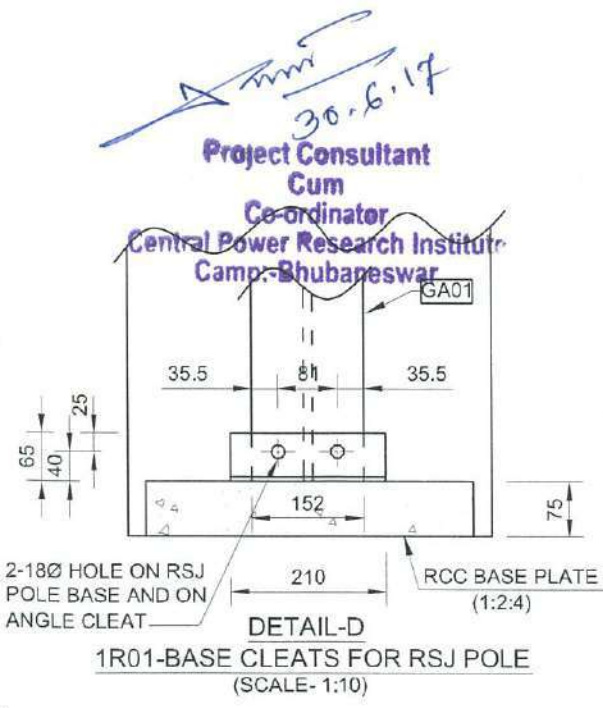 30.6.17
Project Consultant
Cum
Co-ordinator
Central Power Research Institute
Camp:-Bhubaneswar
GA01
35.5
81
35.5
25
65
40
152
75
2-18Ø HOLE ON RSJ
POLE BASE AND ON
ANGLE CLEAT
210
RCC BASE PLATE
(1:2:4)
DETAIL-D
1R01-BASE CLEATS FOR RSJ POLE
(SCALE- 1:10)